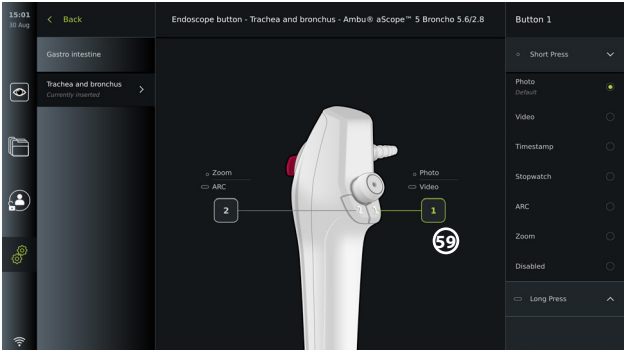 15:01
30 Aug
Back
Endoscope button - Trachea and bronchus - Ambu® aScope™ 5 Broncho 5.6/2.8
Button 1
Gastro intestine
Trachea and bronchus
Currently inserted
Zoom
ARC
2
Photo
Video
1
2 1
59
Short Press
Photo
Default
Video
Timestamp
Stopwatch
ARC
Zoom
Disabled
Long Press